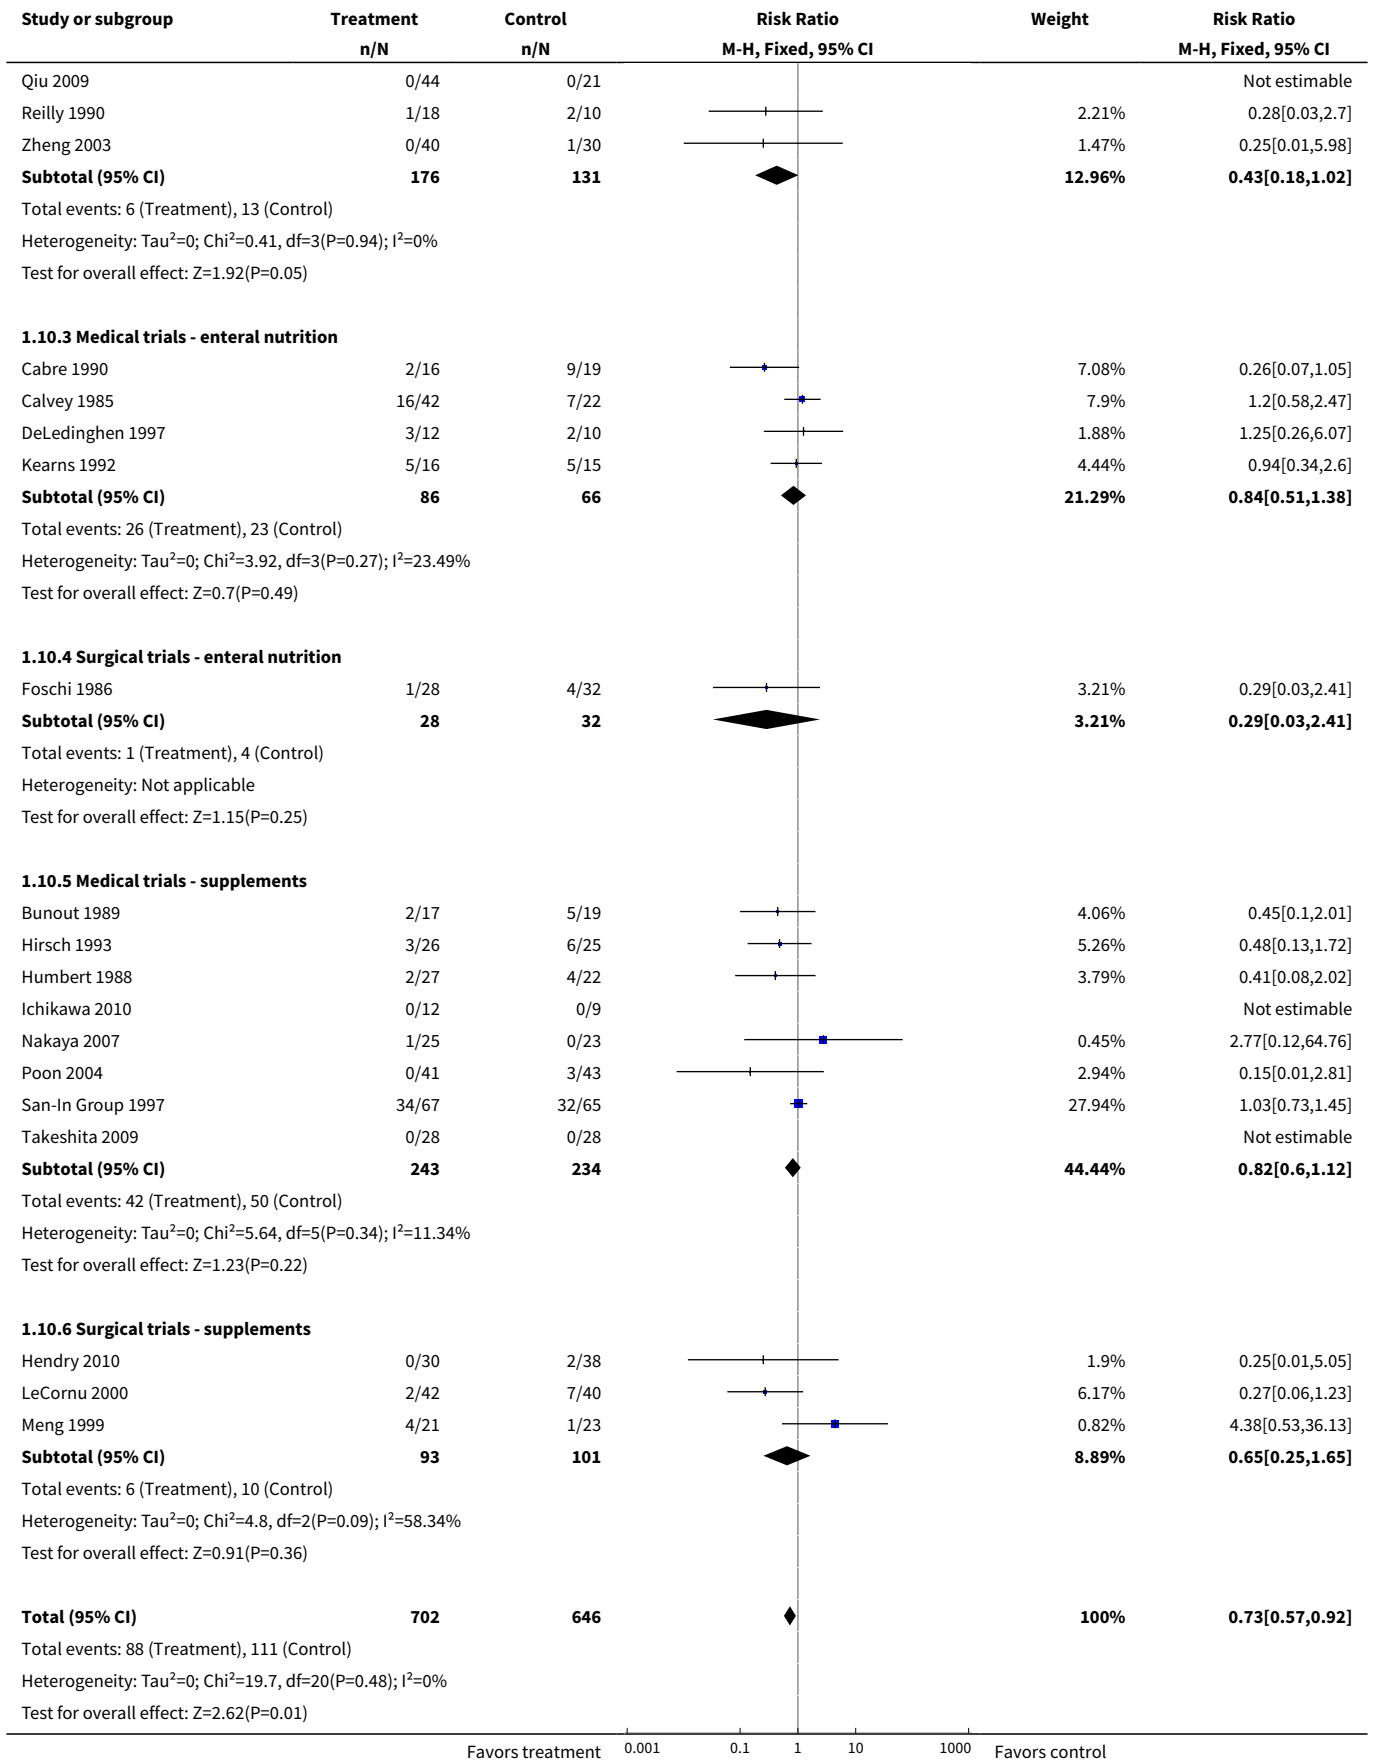 Study or subgroup Treatment Control Risk Ratio Weight Risk Ratio
n/N n/N M-H, Fixed, 95% CI M-H, Fixed, 95% CI
Qiu 2009 0/44 0/21 Not estimable
Reilly 1990 1/18 2/10 2.21% 0.28[0.03,2.7]
Zheng 2003 0/40 1/30 1.47% 0.25[0.01,5.98]
Subtotal (95% CI) 176 131 12.96% 0.43[0.18,1.02]
Total events: 6 (Treatment), 13 (Control)
Heterogeneity: Tau²=0; Chi²=0.41, df=3(P=0.94); I²=0%
Test for overall effect: Z=1.92(P=0.05)
1.10.3 Medical trials - enteral nutrition
Cabre 1990 2/16 9/19 7.08% 0.26[0.07,1.05]
Calvey 1985 16/42 7/22 7.9% 1.2[0.58,2.47]
DeLedinghen 1997 3/12 2/10 1.88% 1.25[0.26,6.07]
Kearns 1992 5/16 5/15 4.44% 0.94[0.34,2.6]
Subtotal (95% CI) 86 66 21.29% 0.84[0.51,1.38]
Total events: 26 (Treatment), 23 (Control)
Heterogeneity: Tau²=0; Chi²=3.92, df=3(P=0.27); I²=23.49%
Test for overall effect: Z=0.7(P=0.49)
1.10.4 Surgical trials - enteral nutrition
Foschi 1986 1/28 4/32 3.21% 0.29[0.03,2.41]
Subtotal (95% CI) 28 32 3.21% 0.29[0.03,2.41]
Total events: 1 (Treatment), 4 (Control)
Heterogeneity: Not applicable
Test for overall effect: Z=1.15(P=0.25)
1.10.5 Medical trials - supplements
Bunout 1989 2/17 5/19 4.06% 0.45[0.1,2.01]
Hirsch 1993 3/26 6/25 5.26% 0.48[0.13,1.72]
Humbert 1988 2/27 4/22 3.79% 0.41[0.08,2.02]
Ichikawa 2010 0/12 0/9 Not estimable
Nakaya 2007 1/25 0/23 0.45% 2.77[0.12,64.76]
Poon 2004 0/41 3/43 2.94% 0.15[0.01,2.81]
San-In Group 1997 34/67 32/65 27.94% 1.03[0.73,1.45]
Takeshita 2009 0/28 0/28 Not estimable
Subtotal (95% CI) 243 234 44.44% 0.82[0.6,1.12]
Total events: 42 (Treatment), 50 (Control)
Heterogeneity: Tau²=0; Chi²=5.64, df=5(P=0.34); I²=11.34%
Test for overall effect: Z=1.23(P=0.22)
1.10.6 Surgical trials - supplements
Hendry 2010 0/30 2/38 1.9% 0.25[0.01,5.05]
LeCornu 2000 2/42 7/40 6.17% 0.27[0.06,1.23]
Meng 1999 4/21 1/23 0.82% 4.38[0.53,36.13]
Subtotal (95% CI) 93 101 8.89% 0.65[0.25,1.65]
Total events: 6 (Treatment), 10 (Control)
Heterogeneity: Tau²=0; Chi²=4.8, df=2(P=0.09); I²=58.34%
Test for overall effect: Z=0.91(P=0.36)
Total (95% CI) 702 646 100% 0.73[0.57,0.92]
Total events: 88 (Treatment), 111 (Control)
Heterogeneity: Tau²=0; Chi²=19.7, df=20(P=0.48); I²=0%
Test for overall effect: Z=2.62(P=0.01)
Favors treatment 0.001 0.1 1 10 1000 Favors control